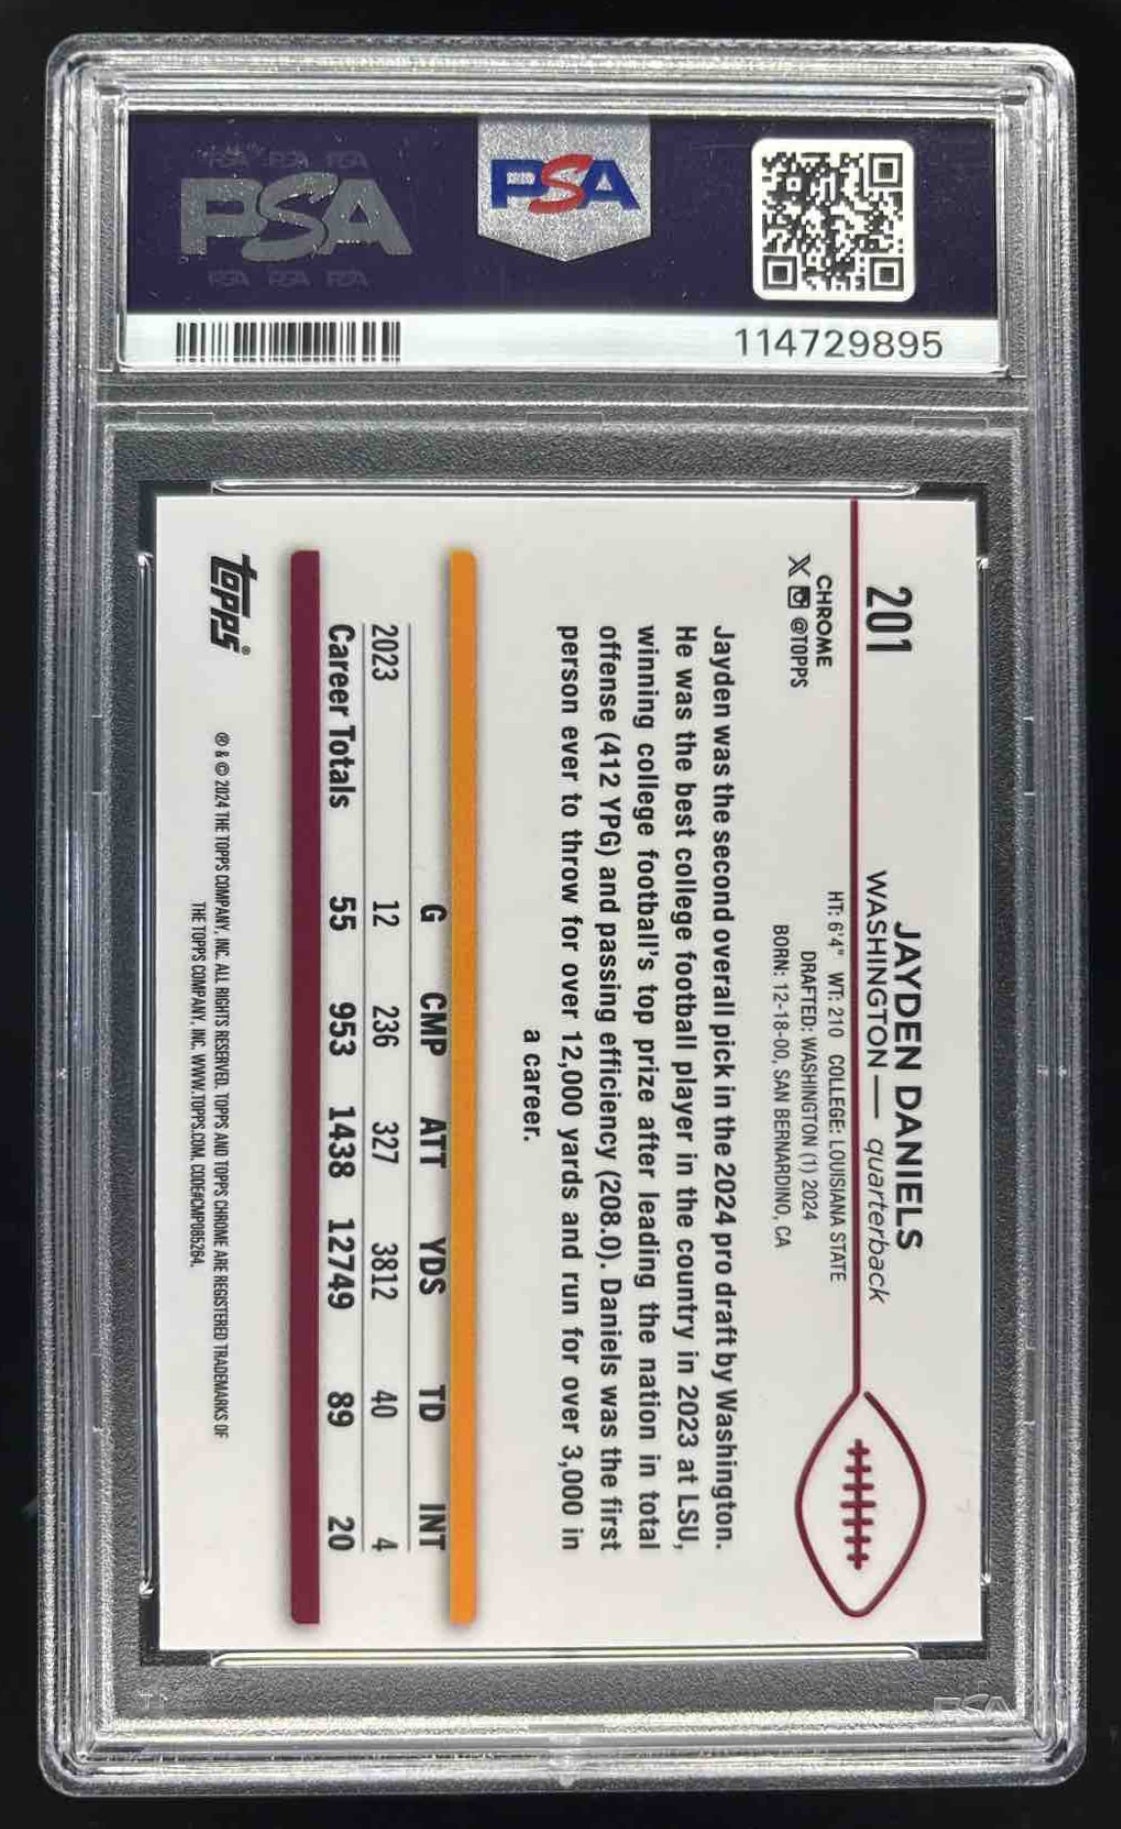 PSA PSA PSA
PSA
PSA PSA PSA
PSA
114729895
201
JAYDEN DANIELS
WASHINGTON — quarterback
CHROME
X @TOPPS
HT: 6'4" WT: 210 COLLEGE: LOUISIANA STATE
DRAFTED: WASHINGTON (1) 2024
BORN: 12-18-00, SAN BERNARDINO, CA
Jayden was the second overall pick in the 2024 pro draft by Washington.
He was the best college football player in the country in 2023 at LSU,
winning college football's top prize after leading the nation in total
offense (412 YPG) and passing efficiency (208.0). Daniels was the first
person ever to throw for over 12,000 yards and run for over 3,000 in
a career.
G CMP ATT YDS TD INT
2023 12 236 327 3812 40 4
Career Totals 55 953 1438 12749 89 20
topps®
® & © 2024 THE TOPPS COMPANY, INC. ALL RIGHTS RESERVED. TOPPS AND TOPPS CHROME ARE REGISTERED TRADEMARKS OF
THE TOPPS COMPANY, INC. WWW.TOPPS.COM. CODE#CMP085264.
PSA